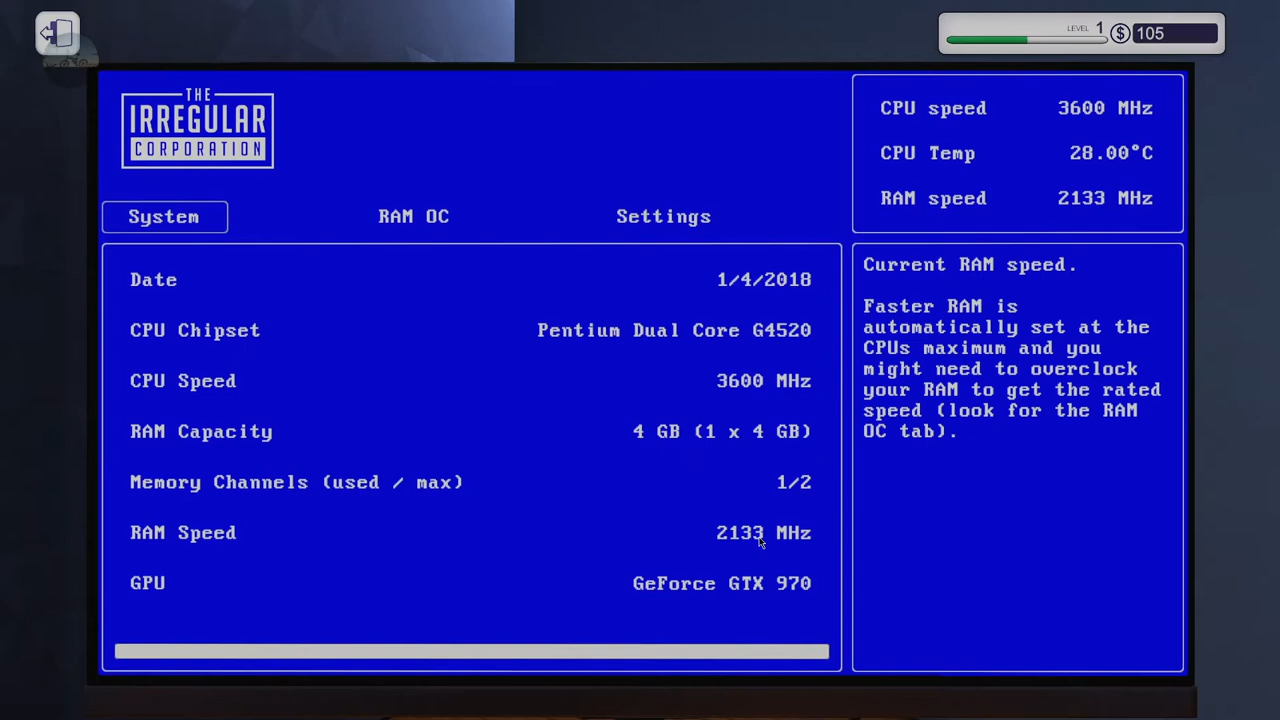 LEVEL 1 $ 105
THE
IRREGULAR
CORPORATION
CPU speed 3600 MHz
CPU Temp 28.00°C
RAM speed 2133 MHz
System RAM OC Settings
Date 1/4/2018
CPU Chipset Pentium Dual Core G4520
CPU Speed 3600 MHz
RAM Capacity 4 GB (1 x 4 GB)
Memory Channels (used / max) 1/2
RAM Speed 2133 MHz
GPU GeForce GTX 970
Current RAM speed.
Faster RAM is
automatically set at the
CPUs maximum and you
might need to overclock
your RAM to get the rated
speed (look for the RAM
OC tab).